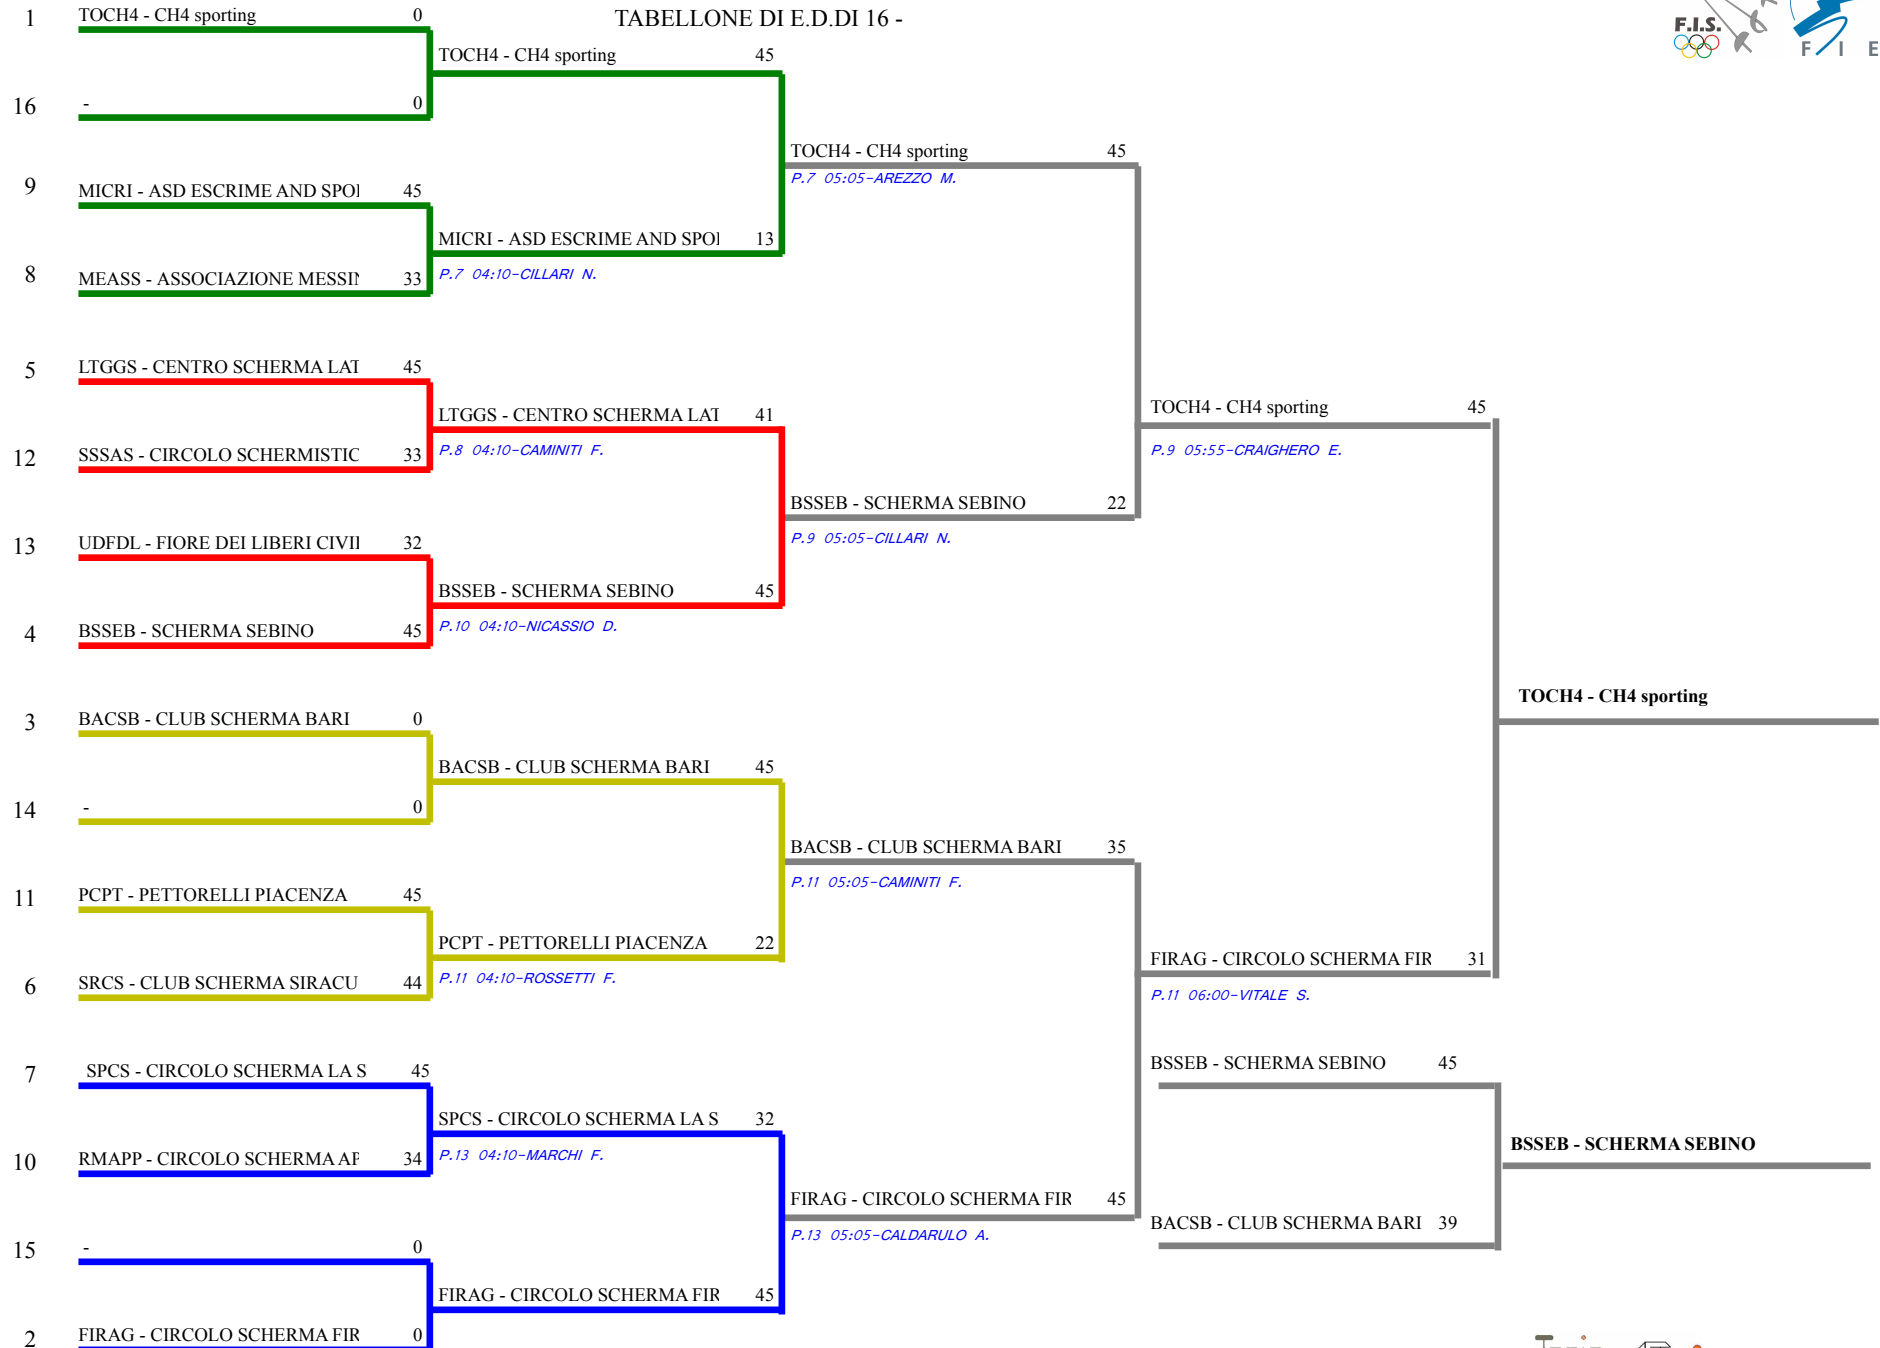 TABELLONE DI E.D.DI 16 -
F.I.S.
F I E
1 TOCH4 - CH4 sporting 0
TOCH4 - CH4 sporting 45
16 - 0
TOCH4 - CH4 sporting 45
P.7 05:05-AREZZO M.
9 MICRI - ASD ESCRIME AND SPOI 45
MICRI - ASD ESCRIME AND SPOI 13
P.7 04:10-CILLARI N.
8 MEASS - ASSOCIAZIONE MESSIN 33
5 LTGGS - CENTRO SCHERMA LAT 45
LTGGS - CENTRO SCHERMA LAT 41
P.8 04:10-CAMINITI F.
TOCH4 - CH4 sporting 45
P.9 05:55-CRAIGHERO E.
12 SSSAS - CIRCOLO SCHERMISTIC 33
BSSEB - SCHERMA SEBINO 22
P.9 05:05-CILLARI N.
13 UDFDL - FIORE DEI LIBERI CIVII 32
BSSEB - SCHERMA SEBINO 45
P.10 04:10-NICASSIO D.
4 BSSEB - SCHERMA SEBINO 45
TOCH4 - CH4 sporting
3 BACSB - CLUB SCHERMA BARI 0
BACSB - CLUB SCHERMA BARI 45
14 - 0
BACSB - CLUB SCHERMA BARI 35
P.11 05:05-CAMINITI F.
11 PCPT - PETTORELLI PIACENZA 45
PCPT - PETTORELLI PIACENZA 22
P.11 04:10-ROSSETTI F.
FIRAG - CIRCOLO SCHERMA FIR 31
P.11 06:00-VITALE S.
6 SRCS - CLUB SCHERMA SIRACU 44
7 SPCS - CIRCOLO SCHERMA LA S 45
BSSEB - SCHERMA SEBINO 45
SPCS - CIRCOLO SCHERMA LA S 32
P.13 04:10-MARCHI F.
BSSEB - SCHERMA SEBINO
10 RMAPP - CIRCOLO SCHERMA AP 34
FIRAG - CIRCOLO SCHERMA FIR 45
P.13 05:05-CALDARULO A.
BACSB - CLUB SCHERMA BARI 39
15 - 0
FIRAG - CIRCOLO SCHERMA FIR 45
2 FIRAG - CIRCOLO SCHERMA FIR 0